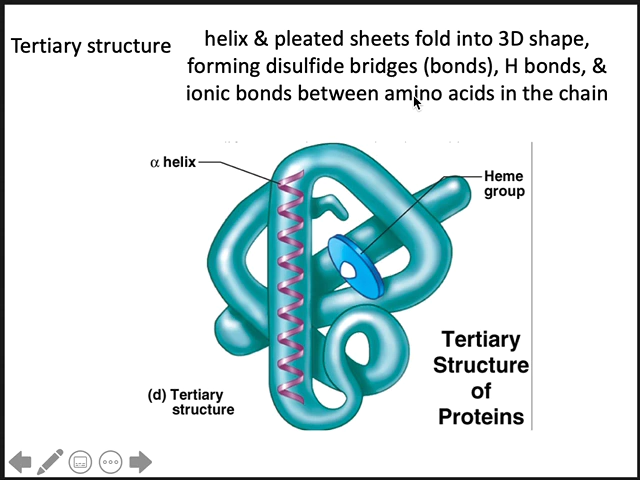 Tertiary structure
helix & pleated sheets fold into 3D shape,
forming disulfide bridges (bonds), H bonds, &
ionic bonds between amino acids in the chain
α helix
Heme
group
Tertiary
Structure
of
Proteins
(d) Tertiary
structure